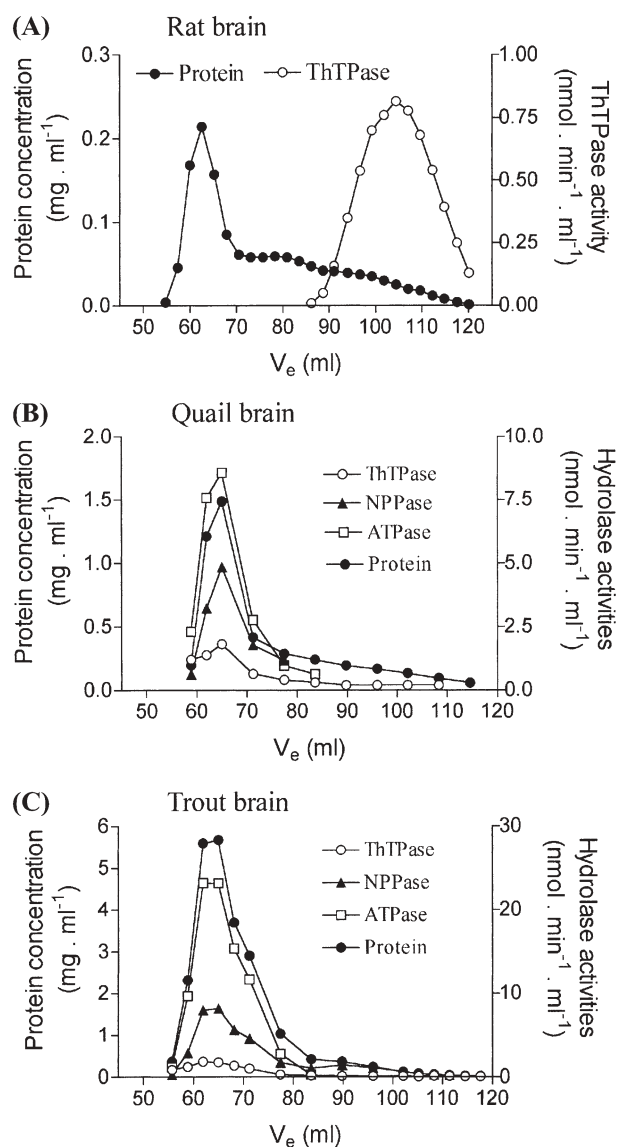 (A) Rat brain
Protein ThTPase
Protein concentration
(mg . ml⁻¹)
0.3
0.2
0.1
0.0
1.00
0.75
0.50
0.25
0.00
ThTPase activity
(nmol . min⁻¹ . ml⁻¹)
50 60 70 80 90 100 110 120
Vₑ (ml)
(B) Quail brain
Protein concentration
(mg . ml⁻¹)
2.0
1.5
1.0
0.5
0.0
ThTPase
NPPase
ATPase
Protein
10.0
7.5
5.0
2.5
0.0
Hydrolase activities
(nmol . min⁻¹ . ml⁻¹)
50 60 70 80 90 100 110 120
Vₑ (ml)
(C) Trout brain
Protein concentration
(mg . ml⁻¹)
6
5
4
3
2
1
0
ThTPase
NPPase
ATPase
Protein
30
20
10
0
Hydrolase activities
(nmol . min⁻¹ . ml⁻¹)
50 60 70 80 90 100 110 120
Vₑ (ml)